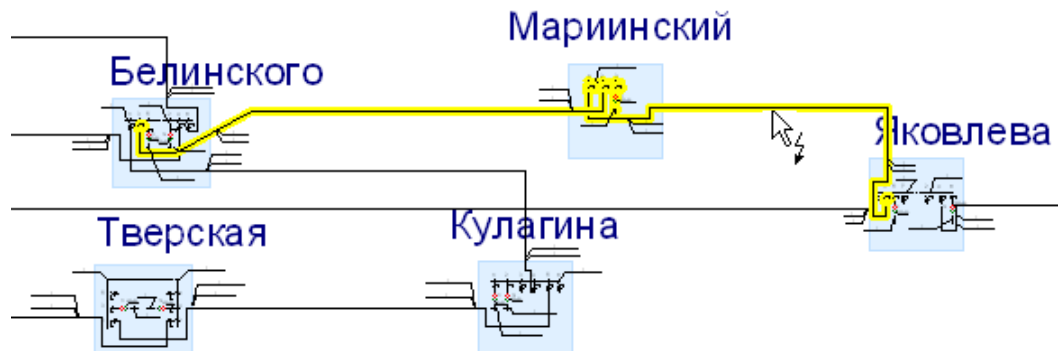 Мариинский
Белинского
Яковлева
Тверская
Кулагина